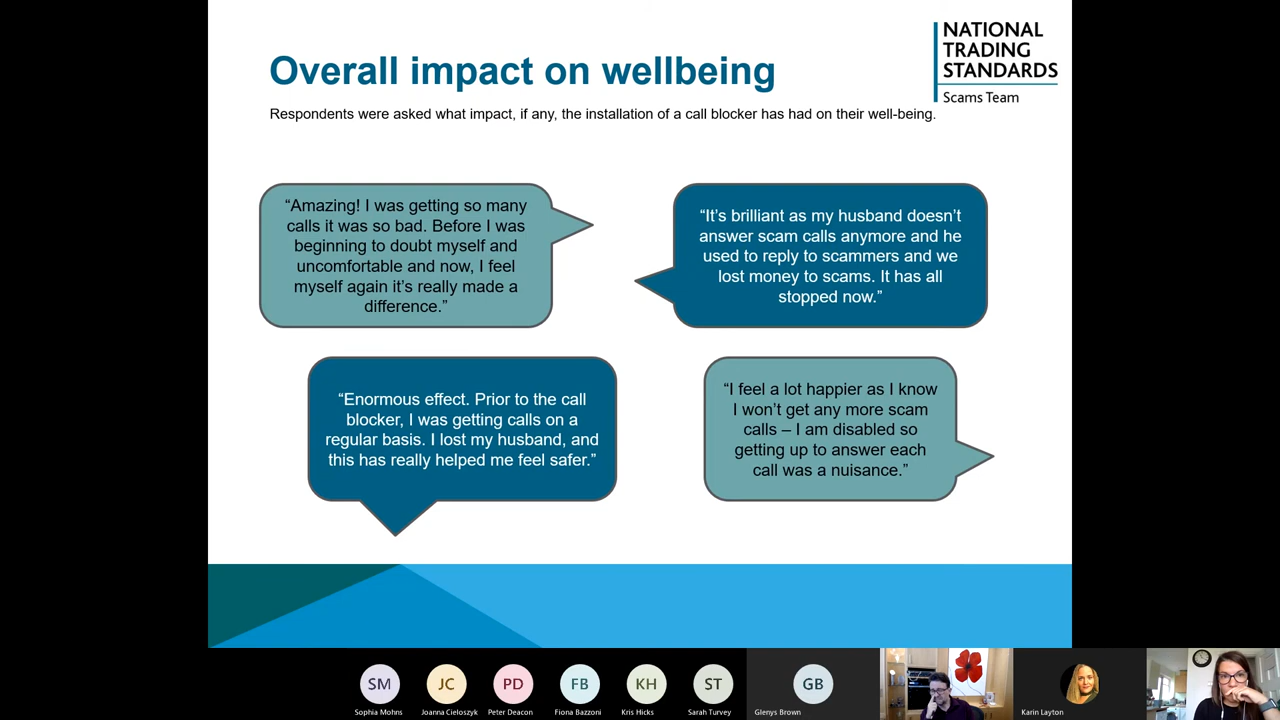 Overall impact on wellbeing
NATIONAL
TRADING
STANDARDS
Scams Team
Respondents were asked what impact, if any, the installation of a call blocker has had on their well-being.
“Amazing! I was getting so many
calls it was so bad. Before I was
beginning to doubt myself and
uncomfortable and now, I feel
myself again it’s really made a
difference.”
“It’s brilliant as my husband doesn’t
answer scam calls anymore and he
used to reply to scammers and we
lost money to scams. It has all
stopped now.”
“Enormous effect. Prior to the call
blocker, I was getting calls on a
regular basis. I lost my husband, and
this has really helped me feel safer.”
“I feel a lot happier as I know
I won’t get any more scam
calls – I am disabled so
getting up to answer each
call was a nuisance.”
SM
JC
PD
FB
KH
ST
GB
Sophia Mohns
Joanna Cieloszyk
Peter Deacon
Fiona Bazzoni
Kris Hicks
Sarah Turvey
Glenys Brown
Karin Layton